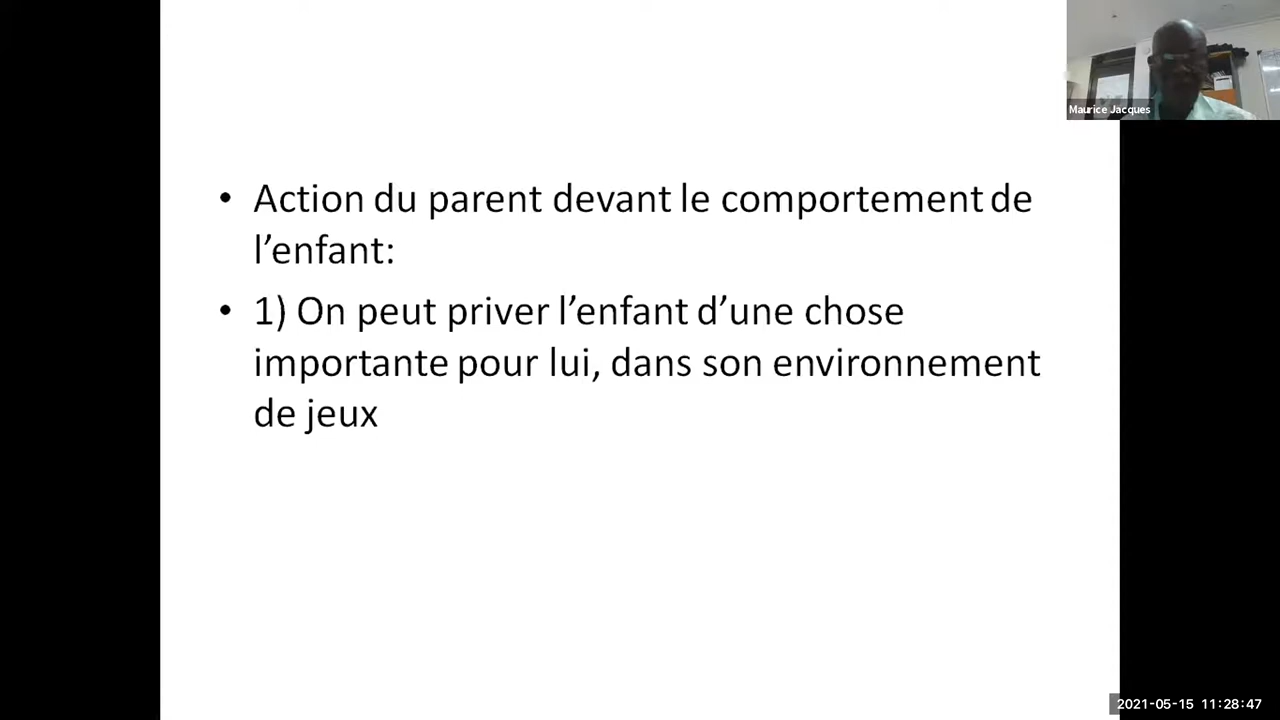 Maurice Jacques
• Action du parent devant le comportement de
l’enfant:
• 1) On peut priver l’enfant d’une chose
importante pour lui, dans son environnement
de jeux
2021-05-15 11:28:47